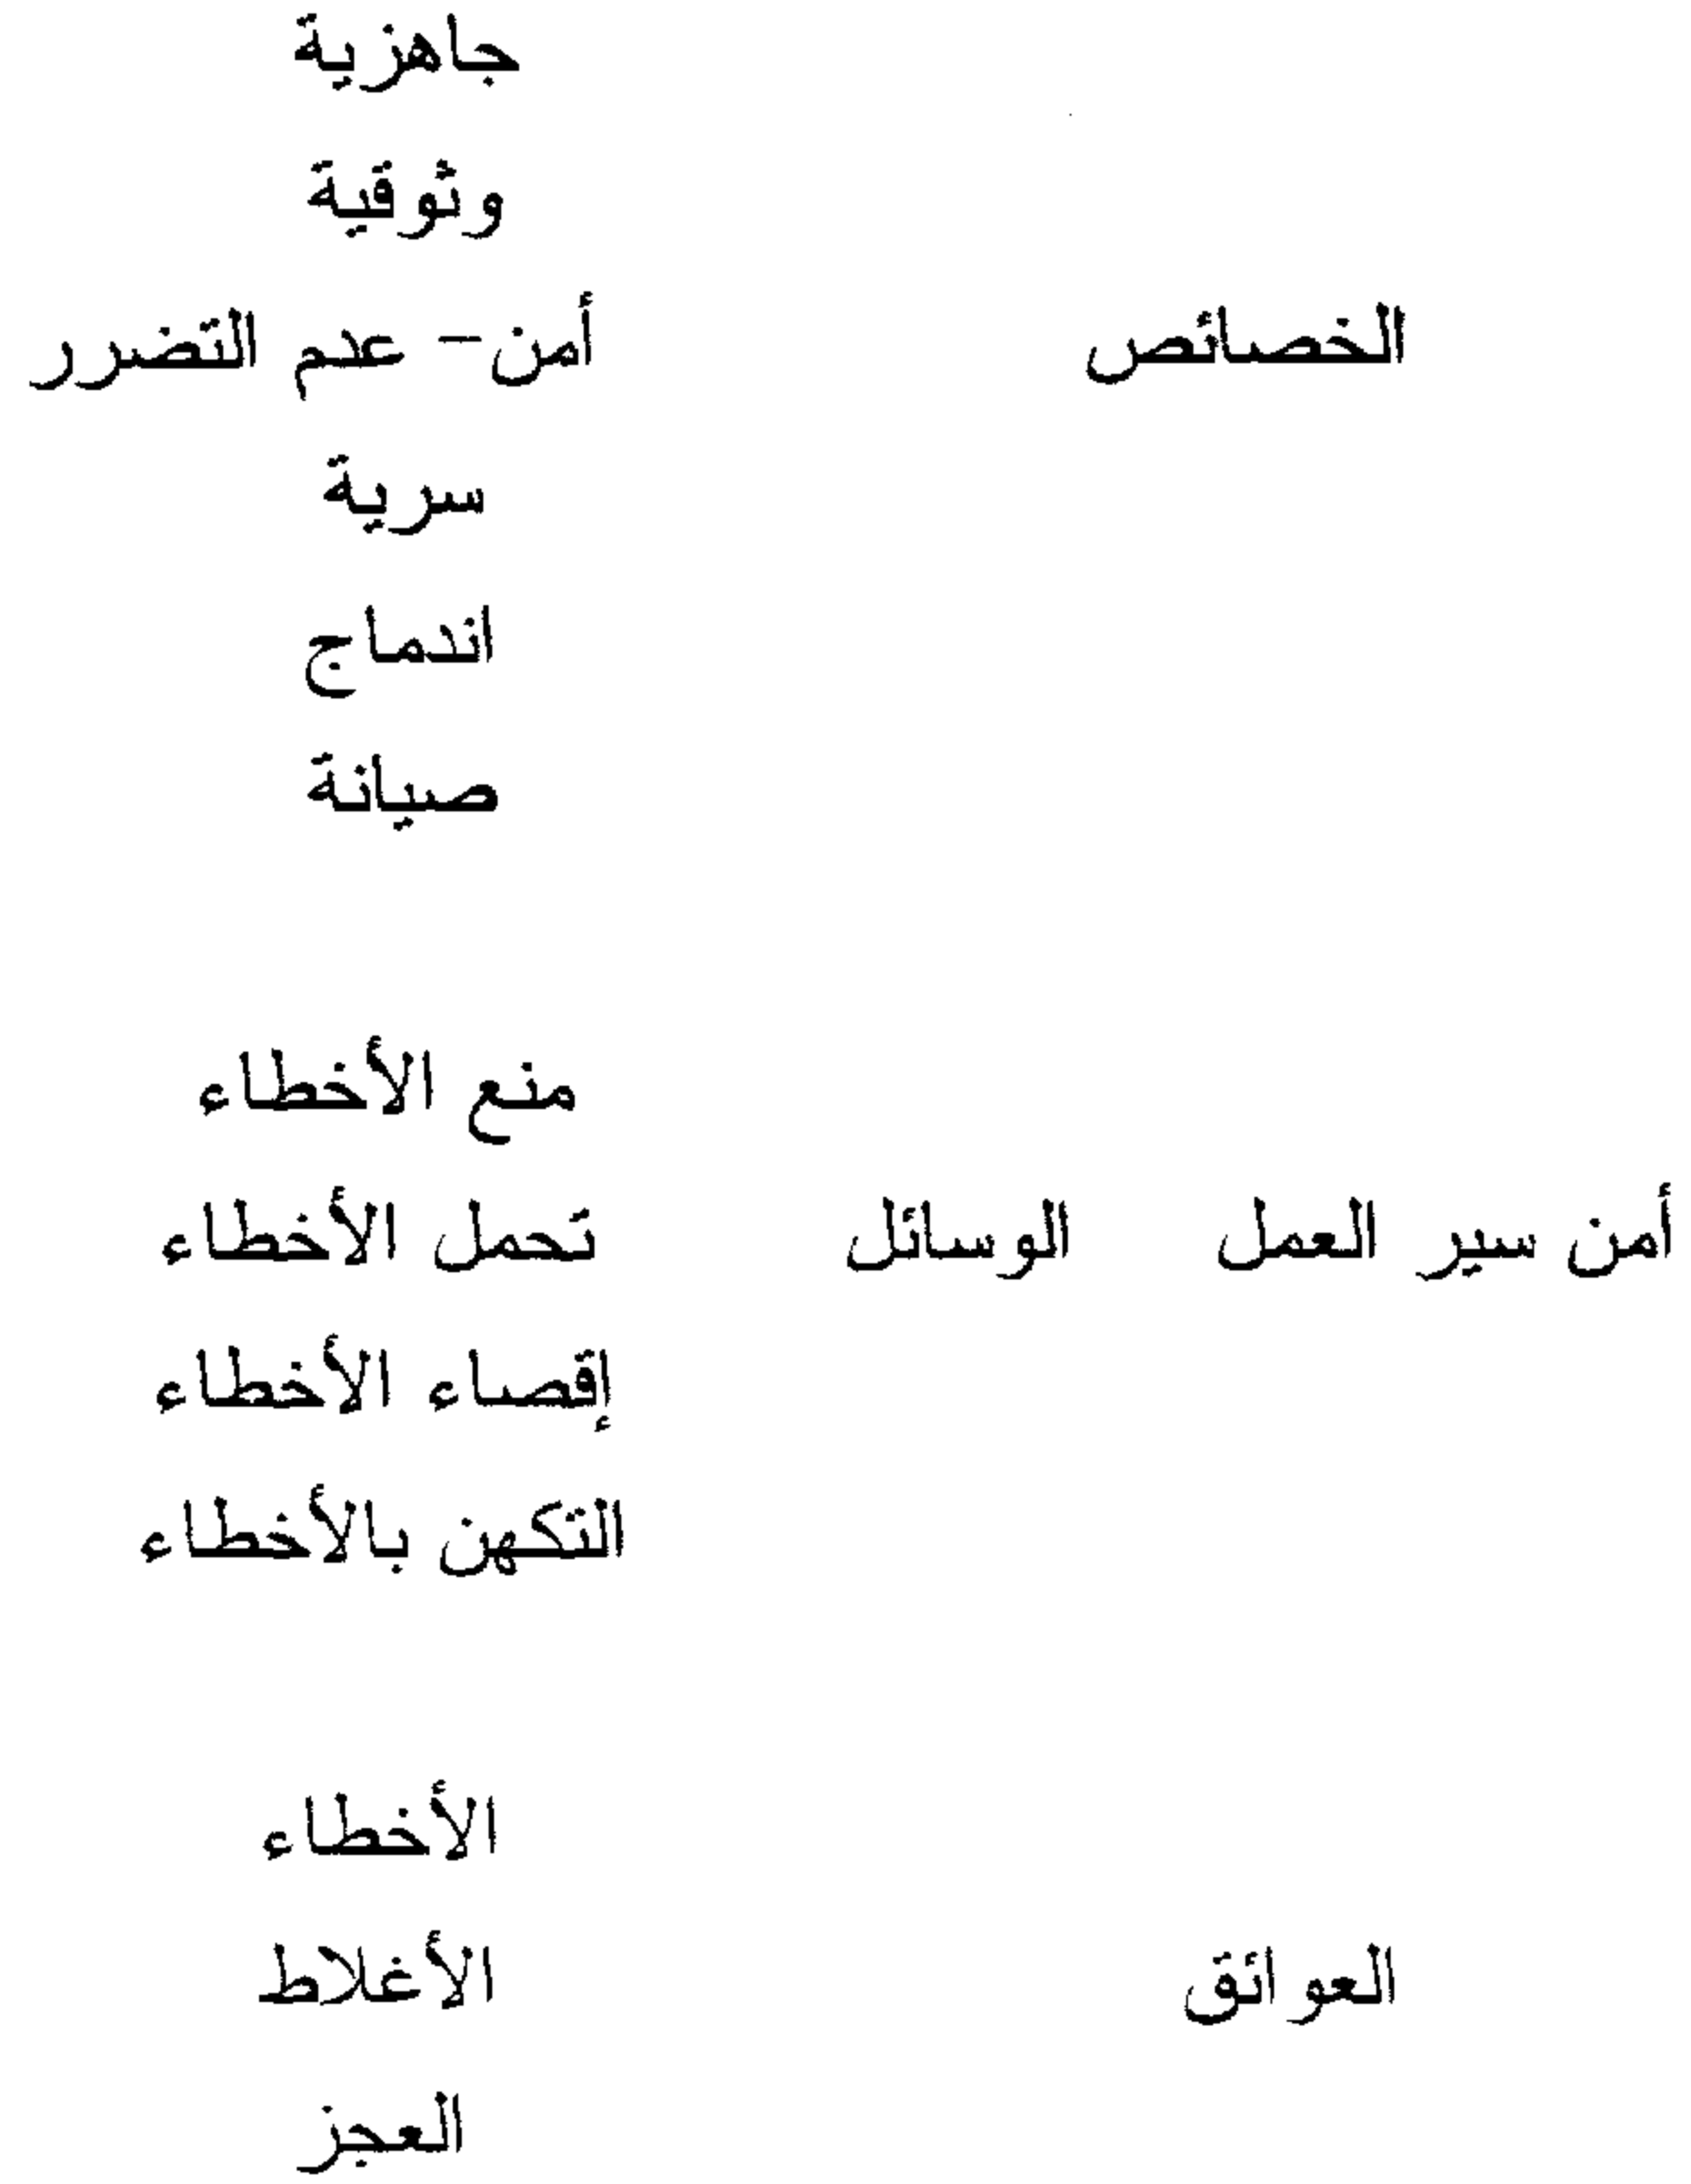 جاهزية
وثوقية
الخصائص أمن- عدم التضرر
سرية
اندماج
صيانة
منع الأخطاء
أمن سير العمل الوسائل تحمل الأخطاء
إقصاء الأخطاء
التكهن بالأخطاء
الأخطاء
العوائق الأغلاط
العجز